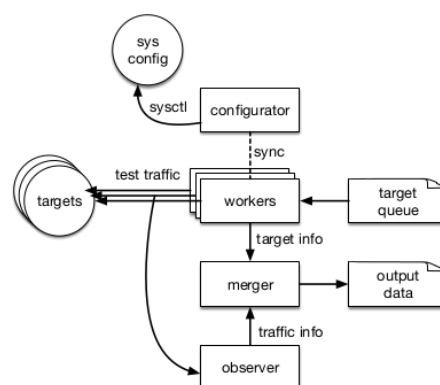 sys
config
sysctl
configurator
sync
test traffic
targets
workers
target
queue
target info
merger
output
data
traffic info
observer